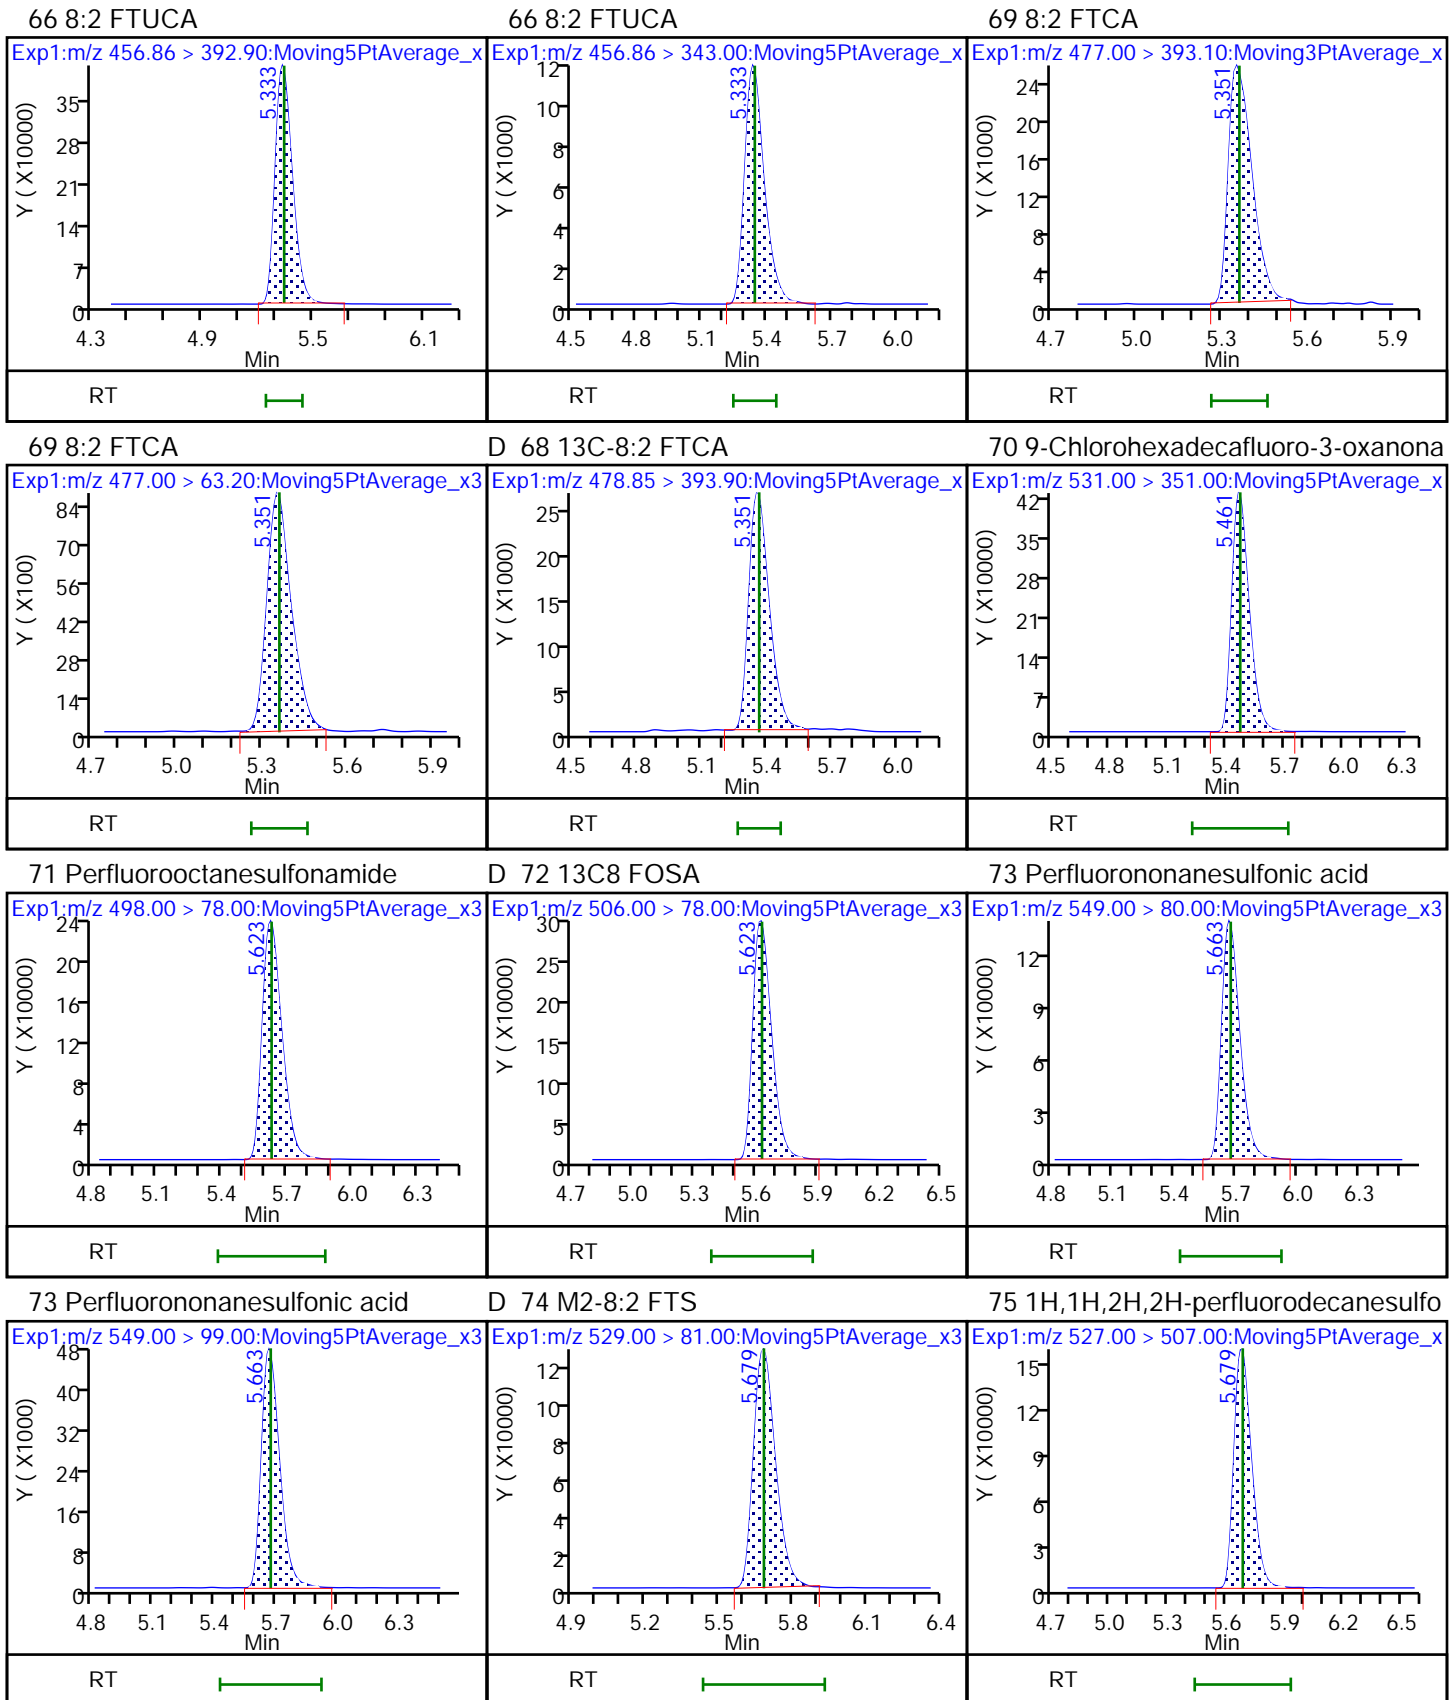 66 8:2 FTUCA
Exp1:m/z 456.86 > 392.90:Moving5PtAverage_x
5.333
Y ( X10000)
35
28
21
14
7
0
4.3 4.9 5.5 6.1
Min
RT
66 8:2 FTUCA
Exp1:m/z 456.86 > 343.00:Moving5PtAverage_x
5.333
Y ( X1000)
12
10
8
6
4
2
0
4.5 4.8 5.1 5.4 5.7 6.0
Min
RT
69 8:2 FTCA
Exp1:m/z 477.00 > 393.10:Moving3PtAverage_x
5.351
Y ( X1000)
24
20
16
12
8
4
0
4.7 5.0 5.3 5.6 5.9
Min
RT
69 8:2 FTCA
Exp1:m/z 477.00 > 63.20:Moving5PtAverage_x3
5.351
Y ( X100)
84
70
56
42
28
14
0
4.7 5.0 5.3 5.6 5.9
Min
RT
D 68 13C-8:2 FTCA
Exp1:m/z 478.85 > 393.90:Moving5PtAverage_x
5.351
Y ( X1000)
25
20
15
10
5
0
4.5 4.8 5.1 5.4 5.7 6.0
Min
RT
70 9-Chlorohexadecafluoro-3-oxanona
Exp1:m/z 531.00 > 351.00:Moving5PtAverage_x
5.461
Y ( X10000)
42
35
28
21
14
7
0
4.5 4.8 5.1 5.4 5.7 6.0 6.3
Min
RT
71 Perfluorooctanesulfonamide
Exp1:m/z 498.00 > 78.00:Moving5PtAverage_x3
5.623
Y ( X10000)
24
20
16
12
8
4
0
4.8 5.1 5.4 5.7 6.0 6.3
Min
RT
D 72 13C8 FOSA
Exp1:m/z 506.00 > 78.00:Moving5PtAverage_x3
5.623
Y ( X10000)
30
25
20
15
10
5
0
4.7 5.0 5.3 5.6 5.9 6.2 6.5
Min
RT
73 Perfluorononanesulfonic acid
Exp1:m/z 549.00 > 80.00:Moving5PtAverage_x3
5.663
Y ( X10000)
12
9
6
3
0
4.8 5.1 5.4 5.7 6.0 6.3
Min
RT
73 Perfluorononanesulfonic acid
Exp1:m/z 549.00 > 99.00:Moving5PtAverage_x3
5.663
Y ( X1000)
48
40
32
24
16
8
0
4.8 5.1 5.4 5.7 6.0 6.3
Min
RT
D 74 M2-8:2 FTS
Exp1:m/z 529.00 > 81.00:Moving5PtAverage_x3
5.679
Y ( X10000)
12
10
8
6
4
2
0
4.9 5.2 5.5 5.8 6.1 6.4
Min
RT
75 1H,1H,2H,2H-perfluorodecanesulfo
Exp1:m/z 527.00 > 507.00:Moving5PtAverage_x
5.679
Y ( X10000)
15
12
9
6
3
0
4.7 5.0 5.3 5.6 5.9 6.2 6.5
Min
RT